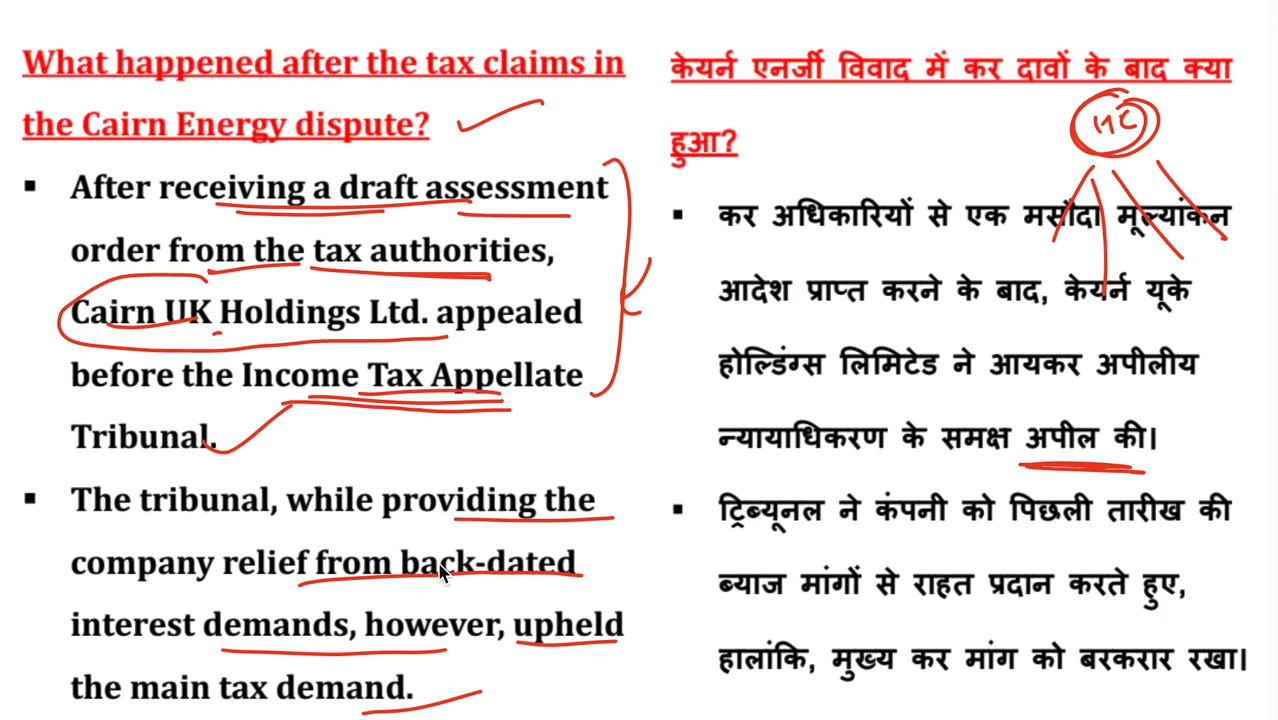 What happened after the tax claims in
the Cairn Energy dispute?
▪ After receiving a draft assessment
order from the tax authorities,
Cairn UK Holdings Ltd. appealed
before the Income Tax Appellate
Tribunal.
▪ The tribunal, while providing the
company relief from back-dated
interest demands, however, upheld
the main tax demand.
केयर्न एनर्जी विवाद में कर दावों के बाद क्या
हुआ?
HC
▪ कर अधिकारियों से एक मसौदा मूल्यांकन
आदेश प्राप्त करने के बाद, केयर्न यूके
होल्डिंग्स लिमिटेड ने आयकर अपीलीय
न्यायाधिकरण के समक्ष अपील की।
▪ ट्रिब्यूनल ने कंपनी को पिछली तारीख की
ब्याज मांगों से राहत प्रदान करते हुए,
हालांकि, मुख्य कर मांग को बरकरार रखा।